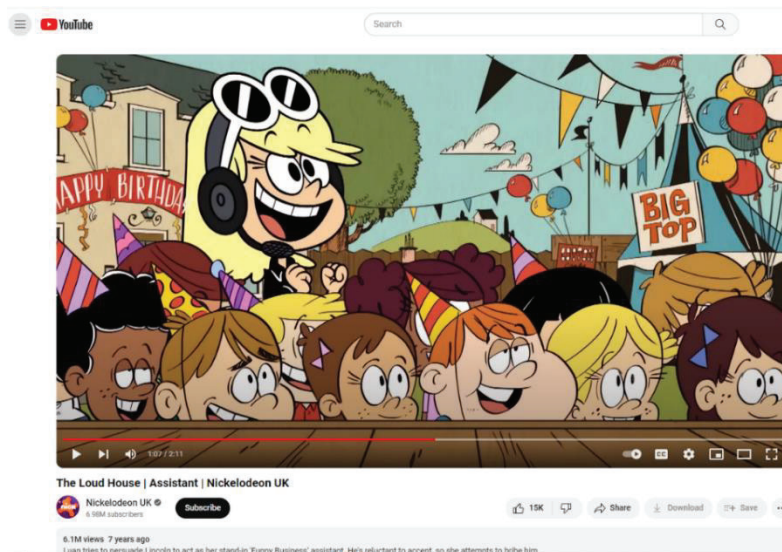 YouTube
Search
APPY BIRTHDA
BIG
TOP
1:07 / 2:11
CC
The Loud House | Assistant | Nickelodeon UK
Nickelodeon UK
6.98M subscribers
Subscribe
15K
Share
Download
Save
6.1M views 7 years ago
Luan tries to persuade Lincoln to act as her stand-in 'Funny Business' assistant. He's reluctant to accept, so she attempts to bribe him